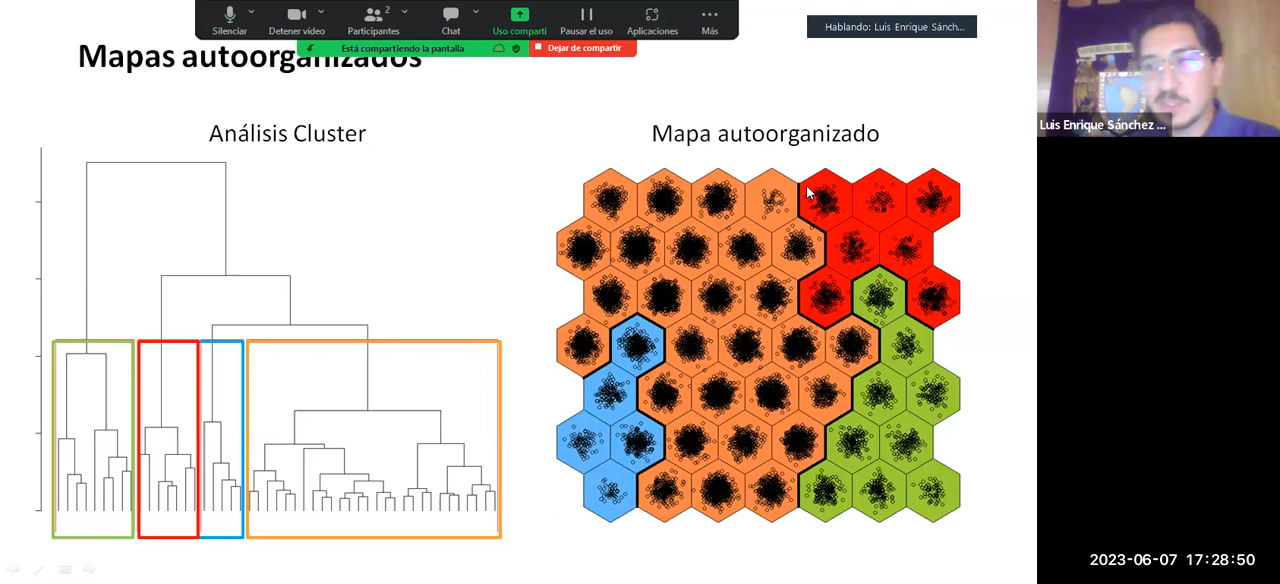 Silenciar
Detener vídeo
Participantes
2
Chat
Uso comparti
Pausar el uso
Aplicaciones
Más
Hablando: Luis Enrique Sánch...
Está compartiendo la pantalla
Dejar de compartir
Mapas autoorganizados
Análisis Cluster
Mapa autoorganizado
Luis Enrique Sánchez ...
2023-06-07 17:28:50